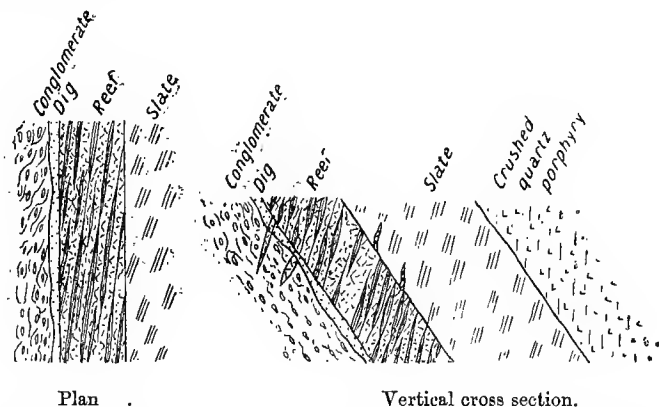 Conglomerate
Dig
Reef
Slate
Conglomerate
Dig
Reef
Slate
Crushed
quartz
porphyry
Plan .
Vertical cross section.